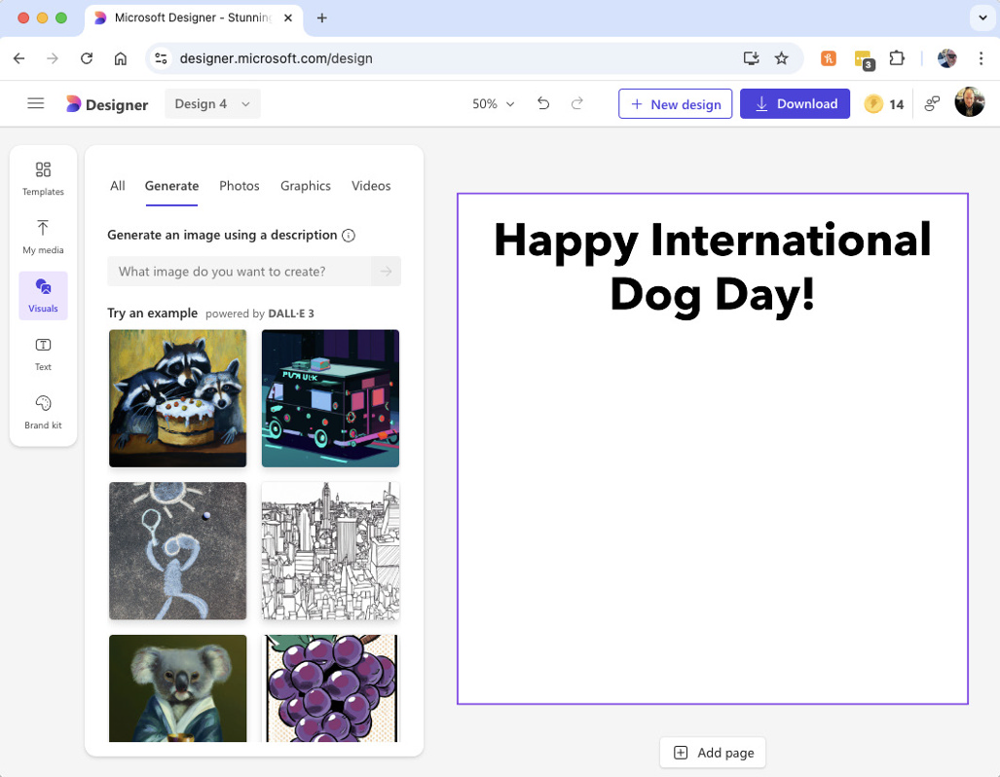 Microsoft Designer - Stunning
designer.microsoft.com/design
3
Designer
Design 4
50%
New design
Download
14
Templates
My media
Visuals
Text
Brand kit
All Generate Photos Graphics Videos
Generate an image using a description
What image do you want to create?
Try an example powered by DALL·E 3
Happy International
Dog Day!
Add page